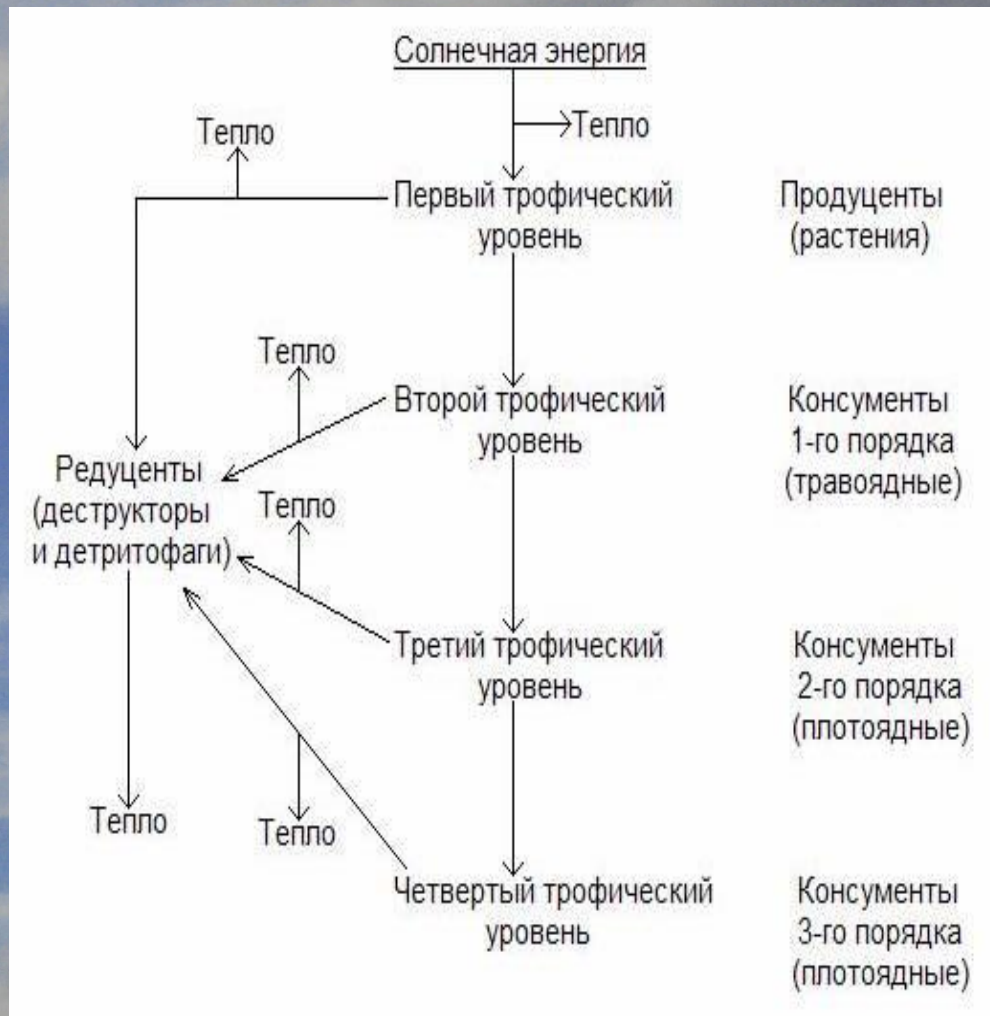 Солнечная энергия
Тепло
Тепло
Первый трофический
уровень
Продуценты
(растения)
Тепло
Второй трофический
уровень
Консументы
1-го порядка
(травоядные)
Редуценты
(деструкторы
и детритофаги)
Тепло
Третий трофический
уровень
Консументы
2-го порядка
(плотоядные)
Тепло
Тепло
Четвертый трофический
уровень
Консументы
3-го порядка
(плотоядные)